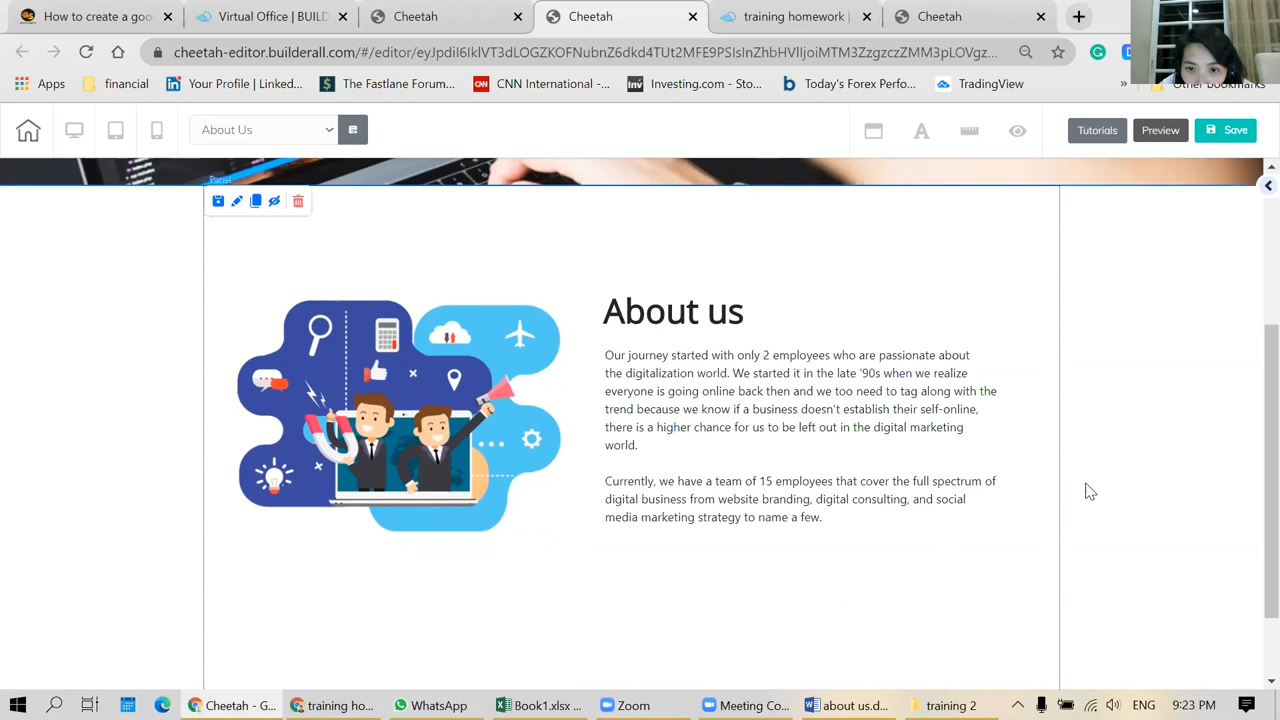 How to create a goo
Virtual Office | BUILD
Cheetah
Cheetah
training homework
Cheetah
Apps
financial
Your Profile | Linked...
The Fastlane Forum...
CNN International -...
Investing.com - Sto...
Today's Forex Perfo...
TradingView
Other bookmarks
About Us
Tutorials
Preview
Save
Panel
About us
Our journey started with only 2 employees who are passionate about
the digitalization world. We started it in the late '90s when we realize
everyone is going online back then and we too need to tag along with the
trend because we know if a business doesn't establish their self-online,
there is a higher chance for us to be left out in the digital marketing
world.
Currently, we have a team of 15 employees that cover the full spectrum of
digital business from website branding, digital consulting, and social
media marketing strategy to name a few.
Cheetah - G...
training ho...
WhatsApp
Book1.xlsx ...
Zoom
Meeting Co...
about us.d...
training 2
ENG
9:23 PM